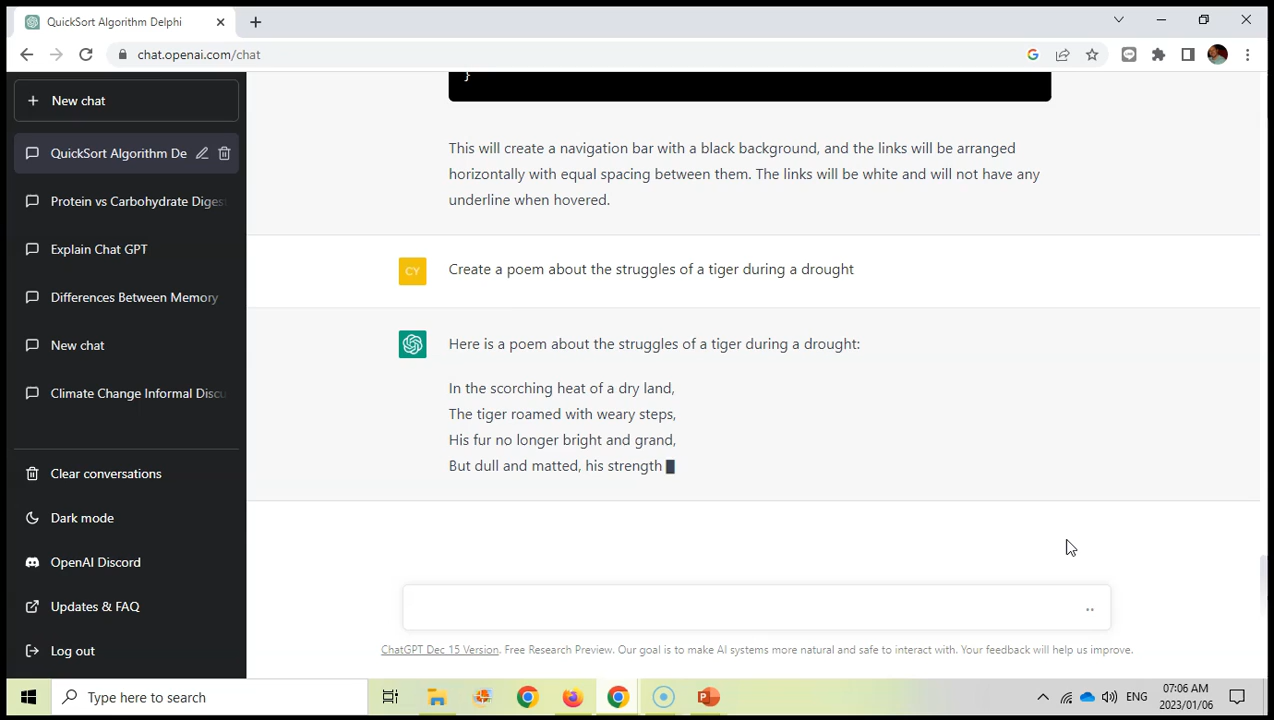 QuickSort Algorithm Delphi
chat.openai.com/chat
New chat
QuickSort Algorithm De
Protein vs Carbohydrate Diges
Explain Chat GPT
Differences Between Memory
New chat
Climate Change Informal Discu
Clear conversations
Dark mode
OpenAI Discord
Updates & FAQ
Log out
}
This will create a navigation bar with a black background, and the links will be arranged
horizontally with equal spacing between them. The links will be white and will not have any
underline when hovered.
CY
Create a poem about the struggles of a tiger during a drought
Here is a poem about the struggles of a tiger during a drought:
In the scorching heat of a dry land,
The tiger roamed with weary steps,
His fur no longer bright and grand,
But dull and matted, his strength
ChatGPT Dec 15 Version. Free Research Preview. Our goal is to make AI systems more natural and safe to interact with. Your feedback will help us improve.
Type here to search
ENG
07:06 AM
2023/01/06